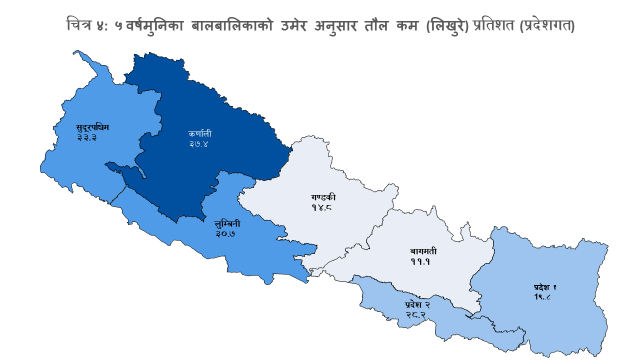 चित्र ४: ५ वर्षमुनिका बालबालिकाको उमेर अनुसार तौल कम (लिखुरे) प्रतिशत (प्रदेशगत)
सुदूरपश्चिम
३३.३
कर्णाली
३७.४
गण्डकी
१४.८
लुम्बिनी
३०.७
बागमती
११.१
प्रदेश १
१९.८
प्रदेश २
२८.२